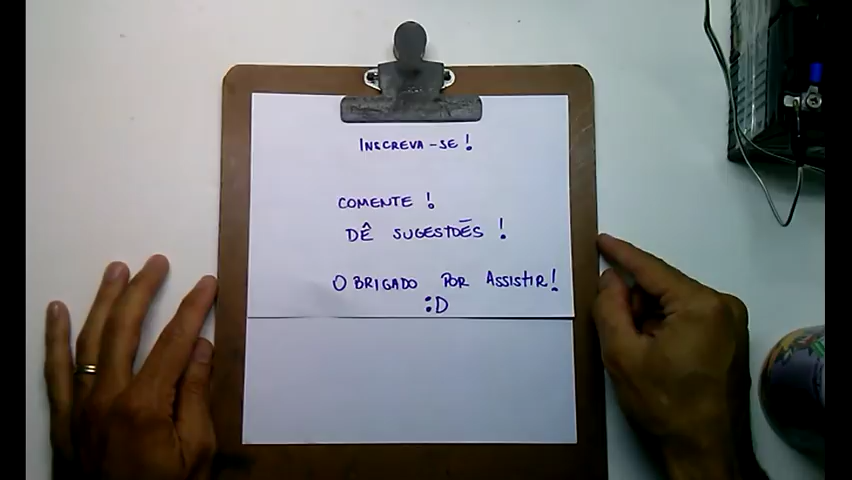 INSCREVA-SE!
COMENTE!
DÊ SUGESTÕES!
OBRIGADO POR ASSISTIR!
:D